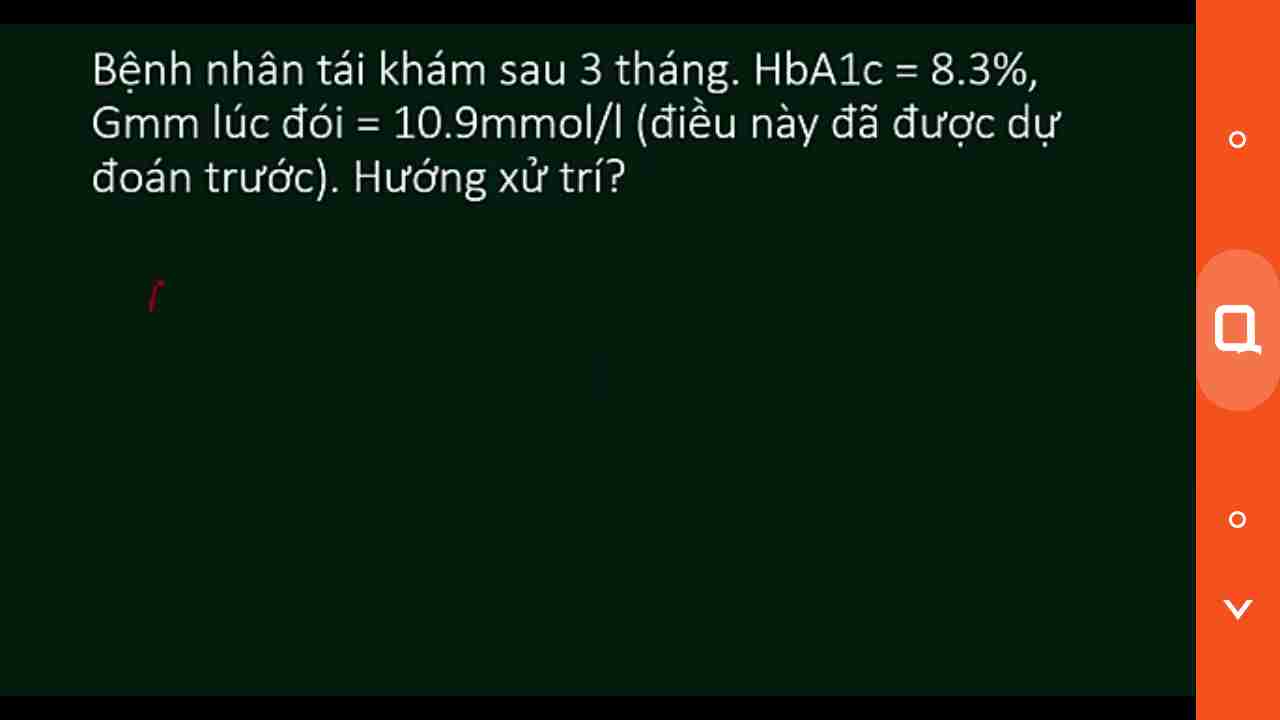 Bệnh nhân tái khám sau 3 tháng. HbA1c = 8.3%,
Gmm lúc đói = 10.9mmol/l (điều này đã được dự
đoán trước). Hướng xử trí?